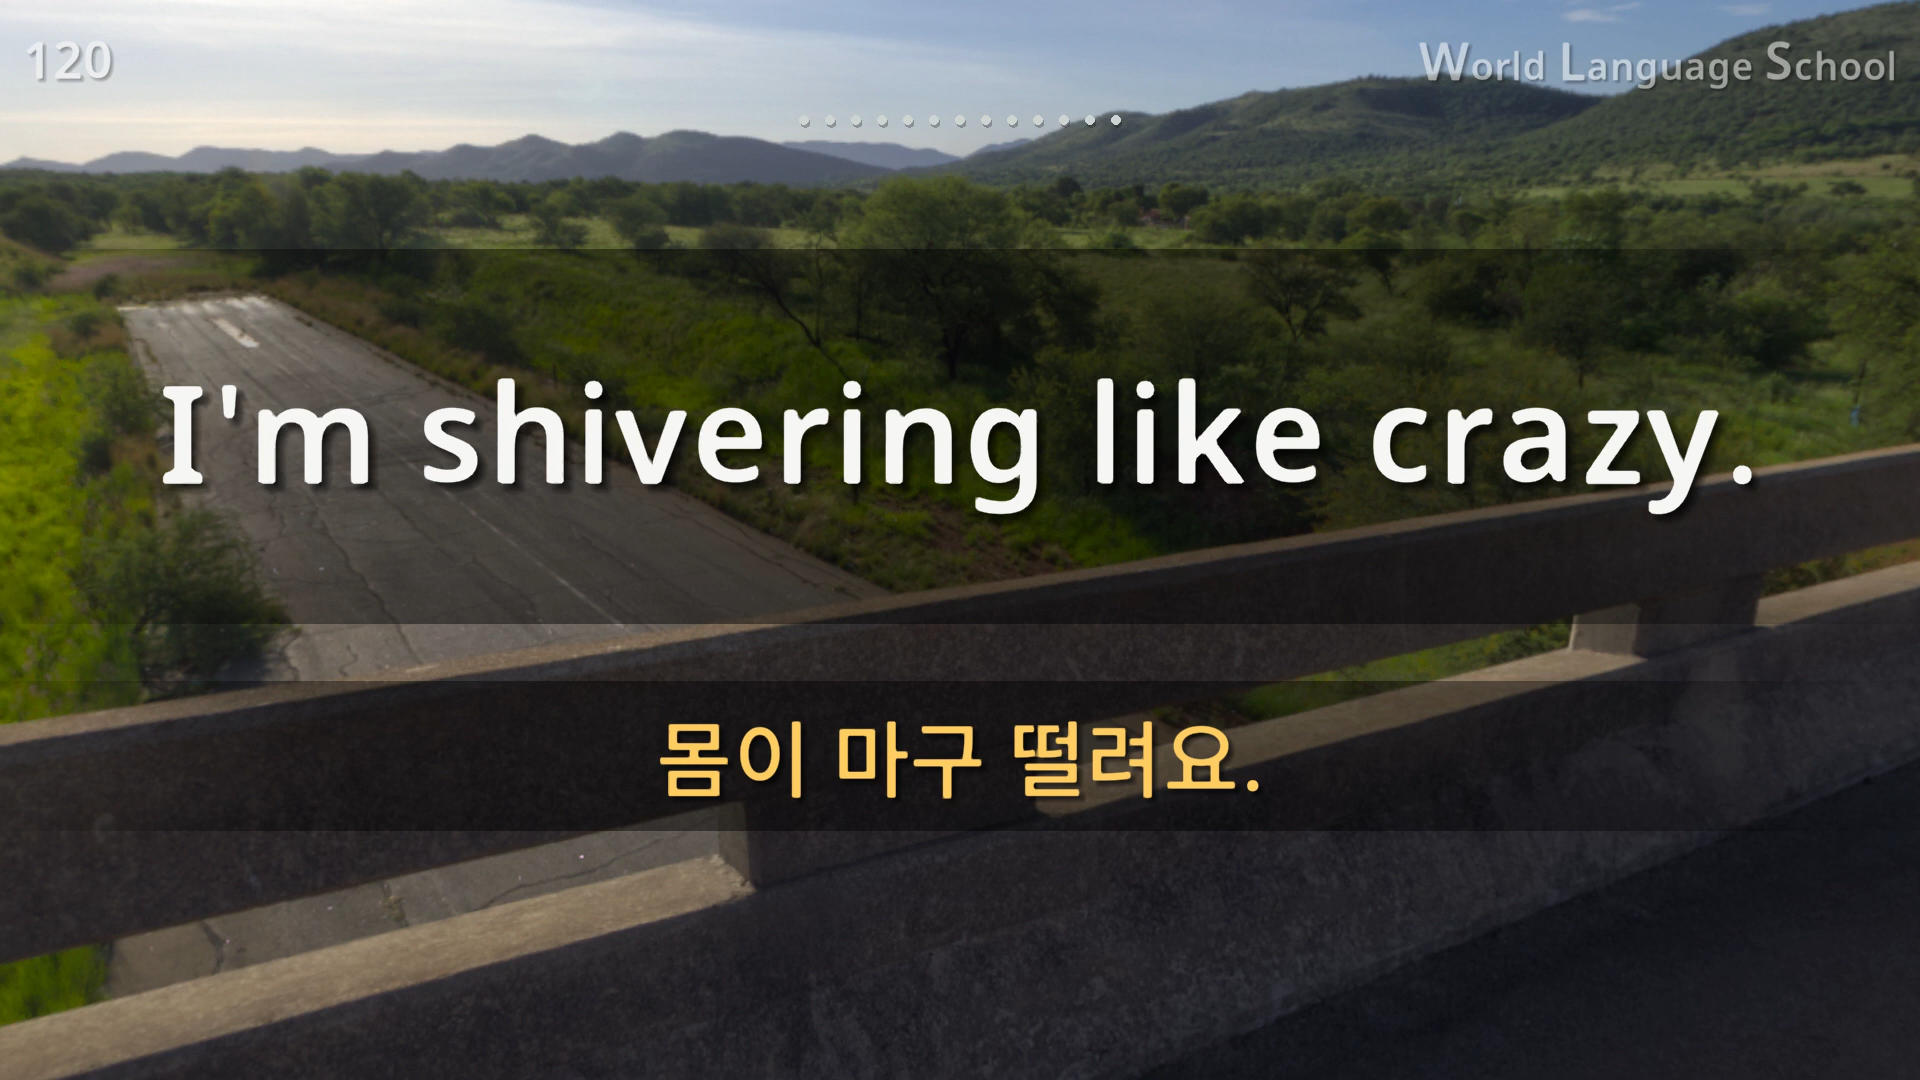 120
World Language School
I'm shivering like crazy.
몸이 마구 떨려요.